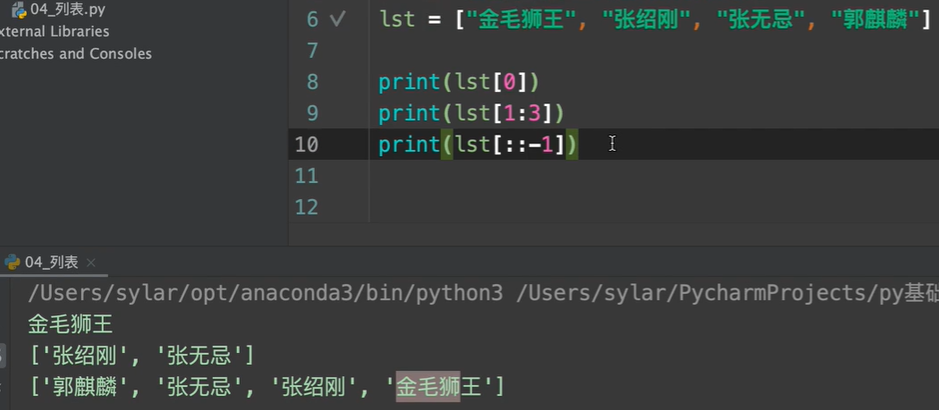 04_列表.py
xternal Libraries
cratches and Consoles
6 lst = ["金毛狮王", "张绍刚", "张无忌", "郭麒麟"]
7
8 print(lst[0])
9 print(lst[1:3])
10 print(lst[::-1])
11
12
04_列表
/Users/sylar/opt/anaconda3/bin/python3 /Users/sylar/PycharmProjects/py基础
金毛狮王
['张绍刚', '张无忌']
['郭麒麟', '张无忌', '张绍刚', '金毛狮王']